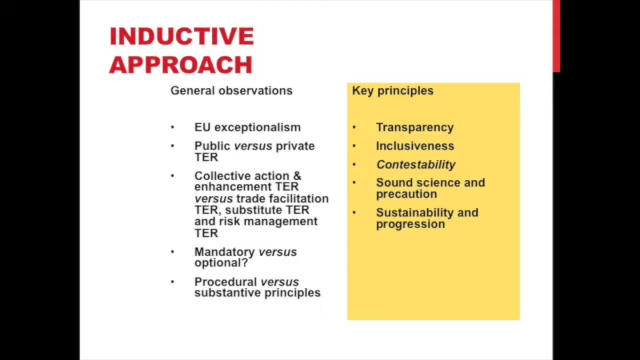 INDUCTIVE
APPROACH
General observations
• EU exceptionalism
• Public versus private
TER
• Collective action &
enhancement TER
versus trade facilitation
TER, substitute TER
and risk management
TER
• Mandatory versus
optional?
• Procedural versus
substantive principles
Key principles
• Transparency
• Inclusiveness
• Contestability
• Sound science and
precaution
• Sustainability and
progression